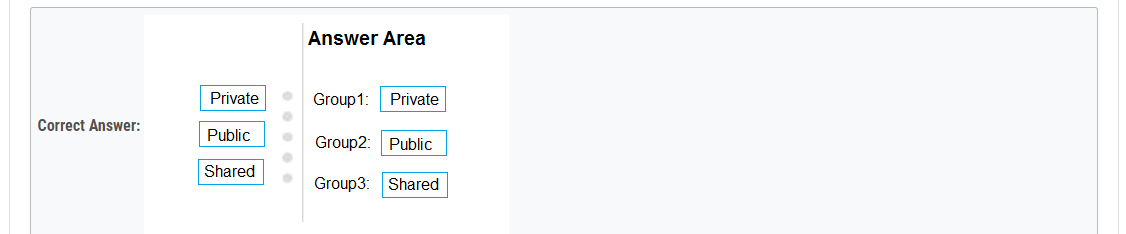 Answer Area
Private
Group1: Private
Correct Answer:
Public
Group2: Public
Shared
Group3: Shared